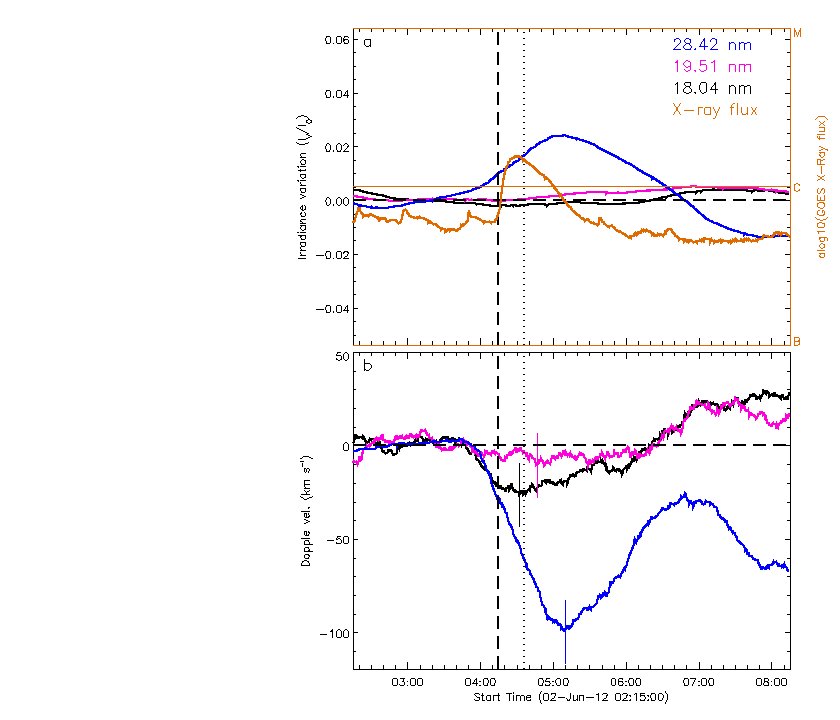 a
28.42 nm
19.51 nm
18.04 nm
X-ray flux
0.06
0.04
0.02
0.00
-0.02
-0.04
Irradiance variation (Iᵥ/I₀)
M
C
B
alog10(GOES X-Ray flux)
b
50
0
-50
-100
Dopple vel. (km s⁻¹)
03:00
04:00
05:00
06:00
07:00
08:00
Start Time (02-Jun-12 02:15:00)